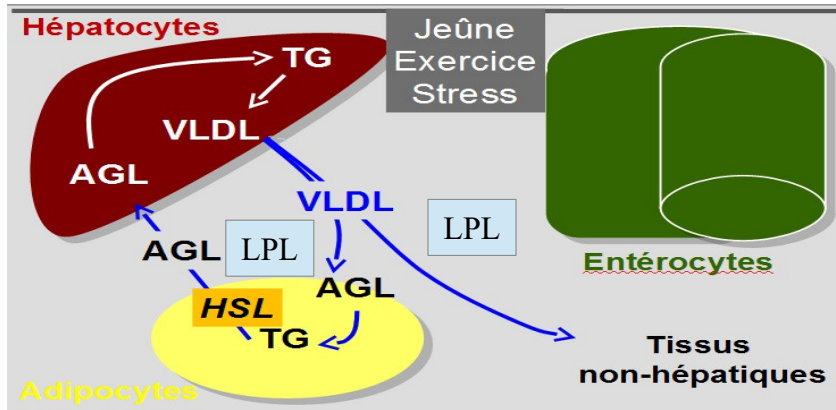 Hépatocytes
Jeûne
Exercice
Stress
TG
VLDL
AGL
VLDL
LPL
LPL
AGL
AGL
HSL
TG
Entérocytes
Tissus
non-hépatiques
Adipocytes